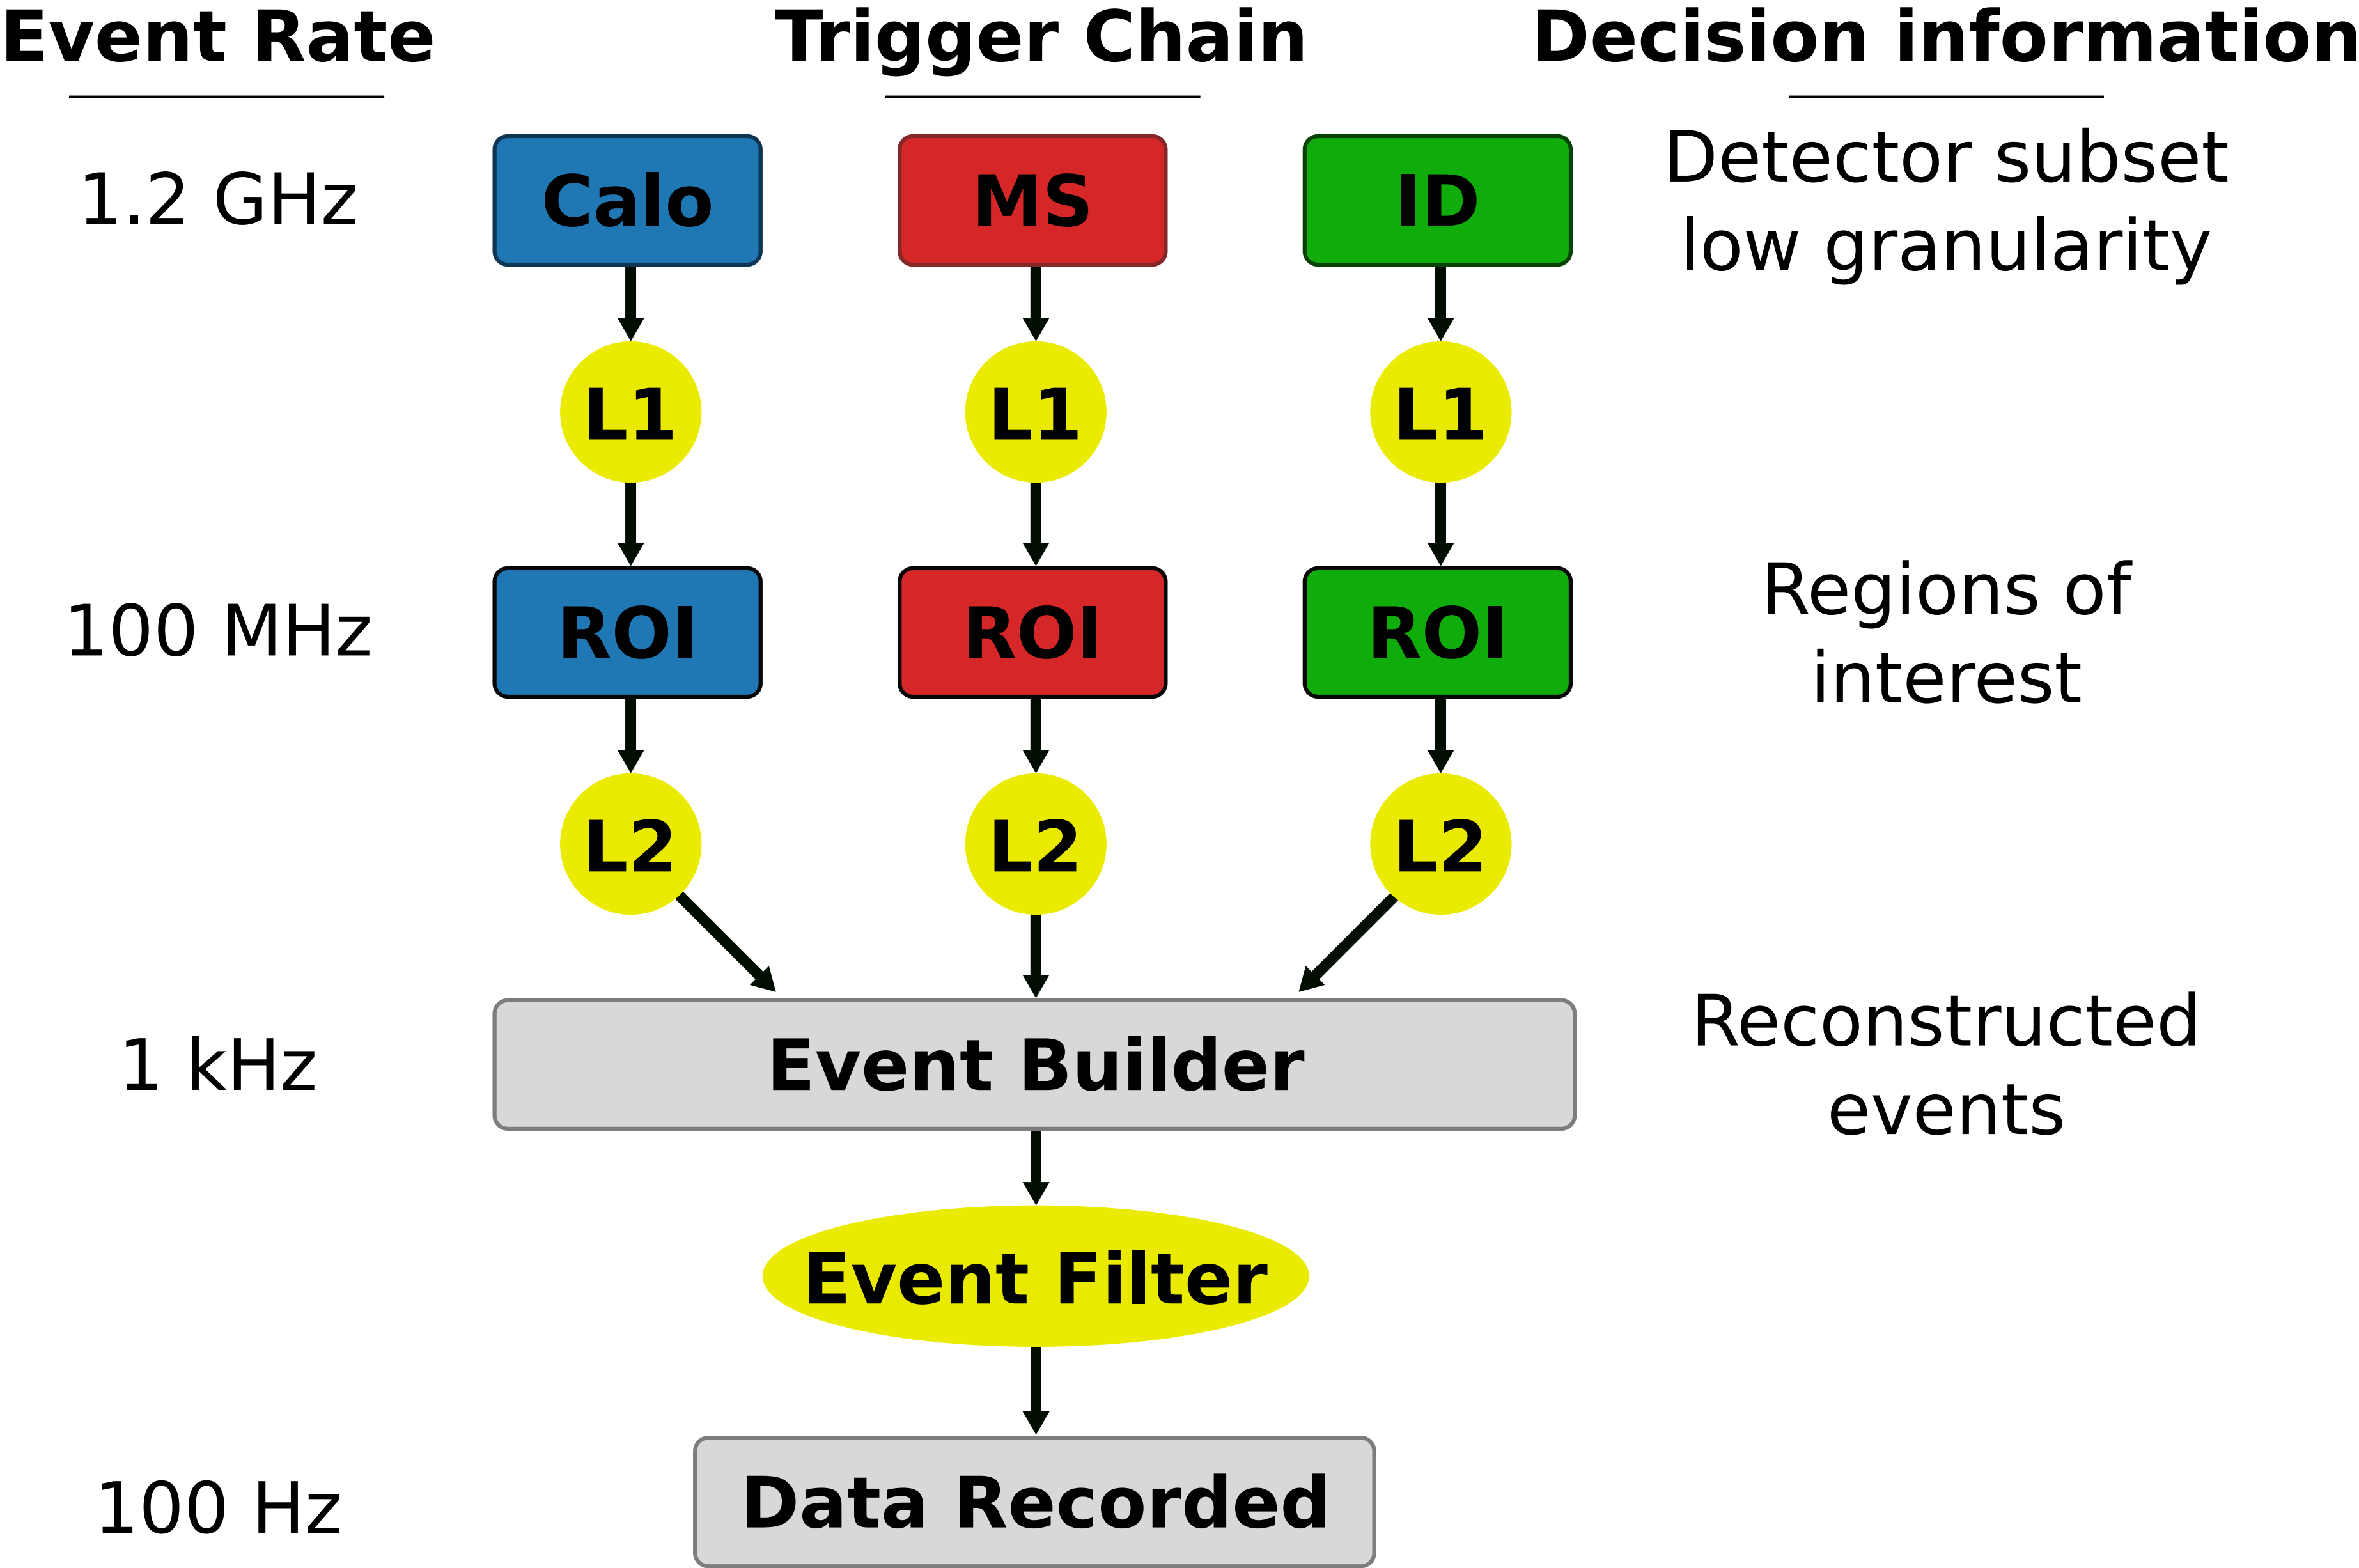 Event Rate
Trigger Chain
Decision information
1.2 GHz
Calo
MS
ID
Detector subset
low granularity
L1
L1
L1
100 MHz
ROI
ROI
ROI
Regions of
interest
L2
L2
L2
1 kHz
Event Builder
Reconstructed
events
Event Filter
100 Hz
Data Recorded